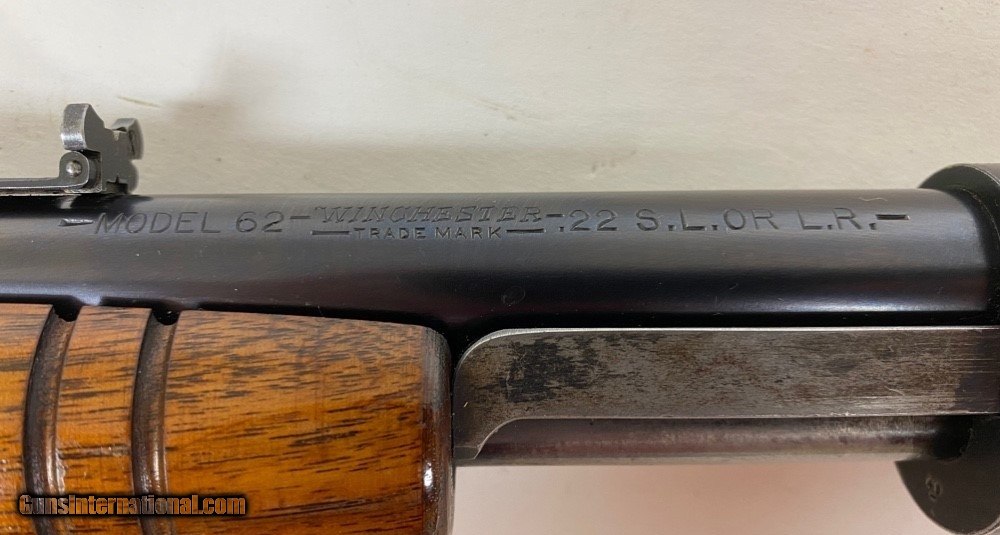 -MODEL 62-WINCHESTER-.22 S.L.OR L.R.-
-TRADE MARK-
GunsInternational.com